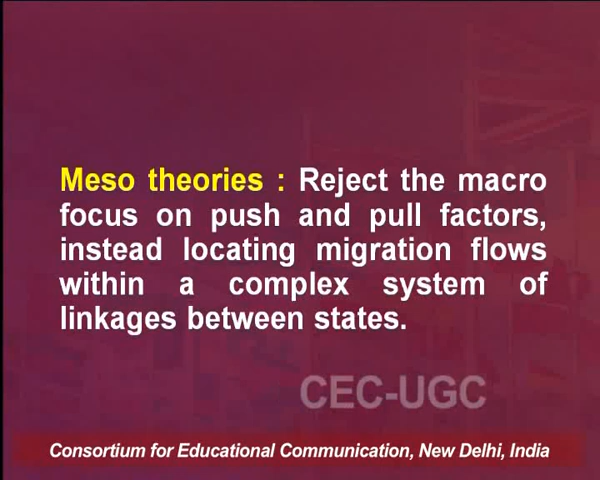 Meso theories : Reject the macro
focus on push and pull factors,
instead locating migration flows
within a complex system of
linkages between states.
CEC-UGC
Consortium for Educational Communication, New Delhi, India